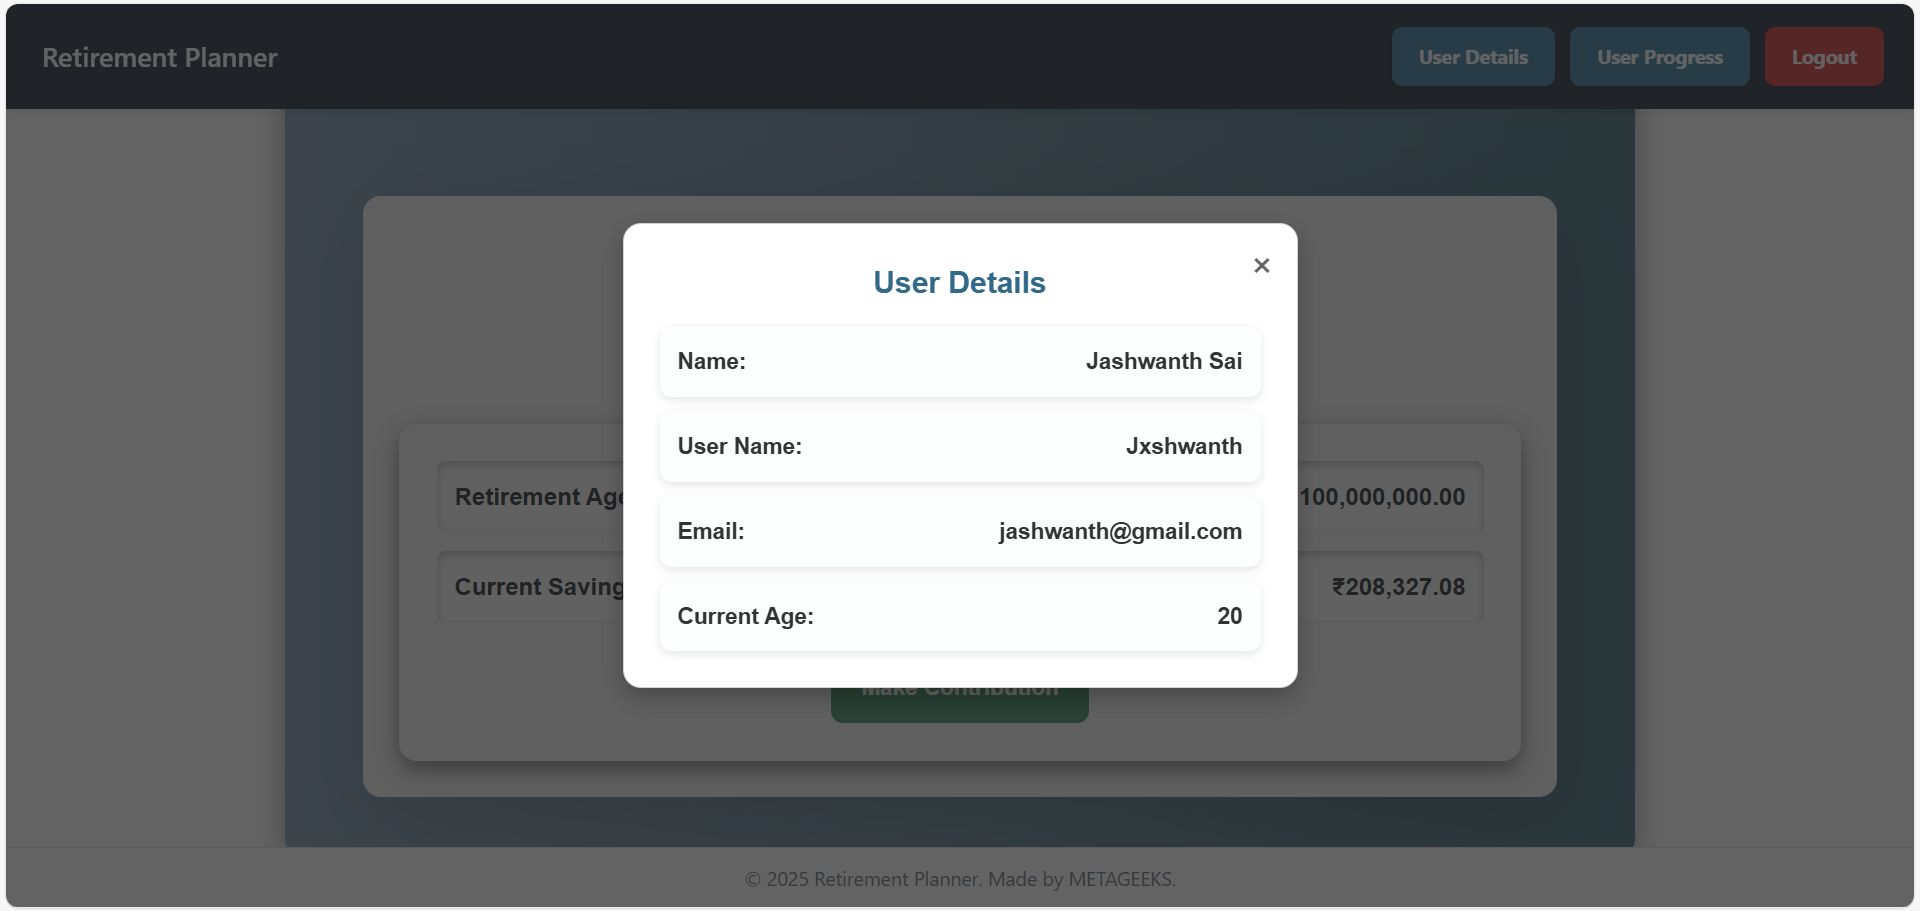 Retirement Planner
User Details
User Progress
Logout
User Details
×
Name: Jashwanth Sai
User Name: Jxshwanth
Email: jashwanth@gmail.com
Current Age: 20
Retirement Age 100,000,000.00
Current Saving ₹208,327.08
Make Contribution
© 2025 Retirement Planner. Made by METAGEEKS.